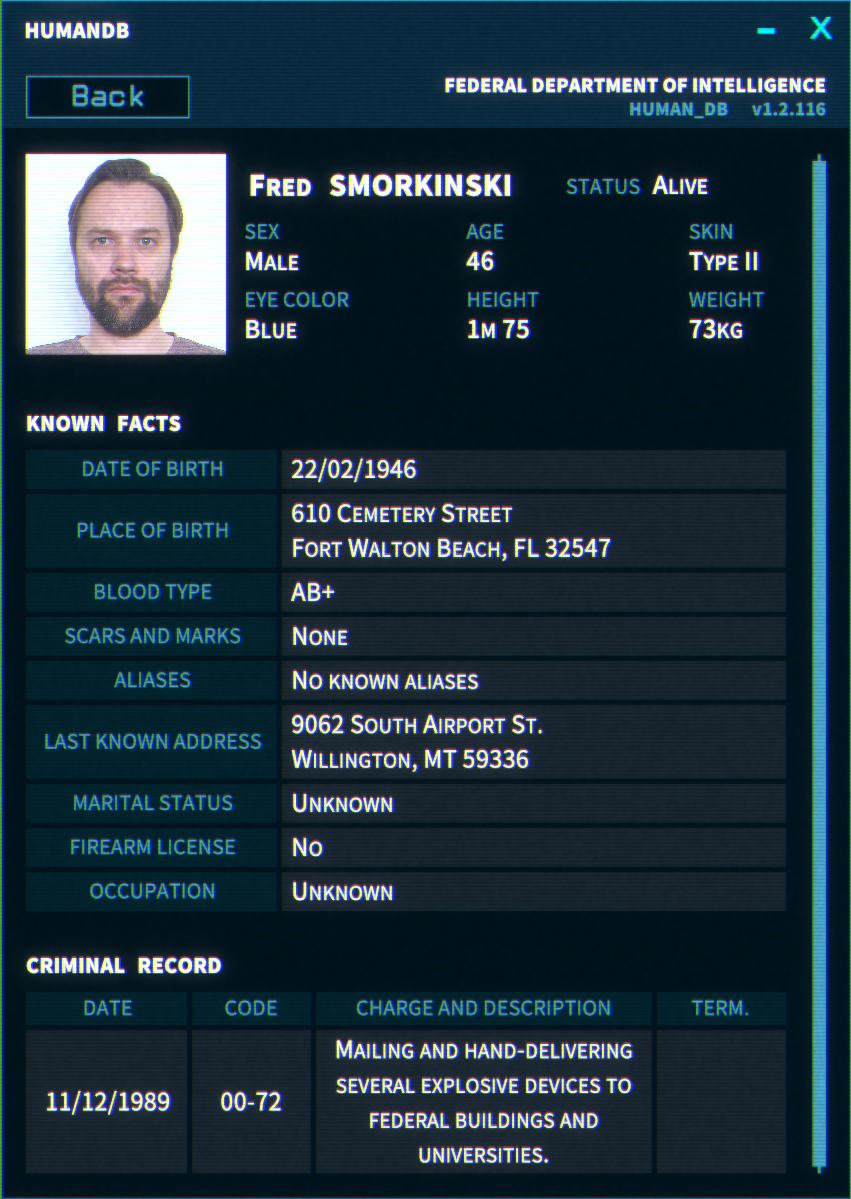 HUMANDB
X
Back
FEDERAL DEPARTMENT OF INTELLIGENCE
HUMAN_DB v1.2.116
FRED SMORKINSKI STATUS ALIVE
SEX AGE SKIN
MALE 46 TYPE II
EYE COLOR HEIGHT WEIGHT
BLUE 1M 75 73KG
KNOWN FACTS
DATE OF BIRTH 22/02/1946
PLACE OF BIRTH 610 CEMETERY STREET
FORT WALTON BEACH, FL 32547
BLOOD TYPE AB+
SCARS AND MARKS NONE
ALIASES NO KNOWN ALIASES
LAST KNOWN ADDRESS 9062 SOUTH AIRPORT ST.
WILLINGTON, MT 59336
MARITAL STATUS UNKNOWN
FIREARM LICENSE NO
OCCUPATION UNKNOWN
CRIMINAL RECORD
DATE CODE CHARGE AND DESCRIPTION TERM.
11/12/1989 00-72 MAILING AND HAND-DELIVERING
SEVERAL EXPLOSIVE DEVICES TO
FEDERAL BUILDINGS AND
UNIVERSITIES.